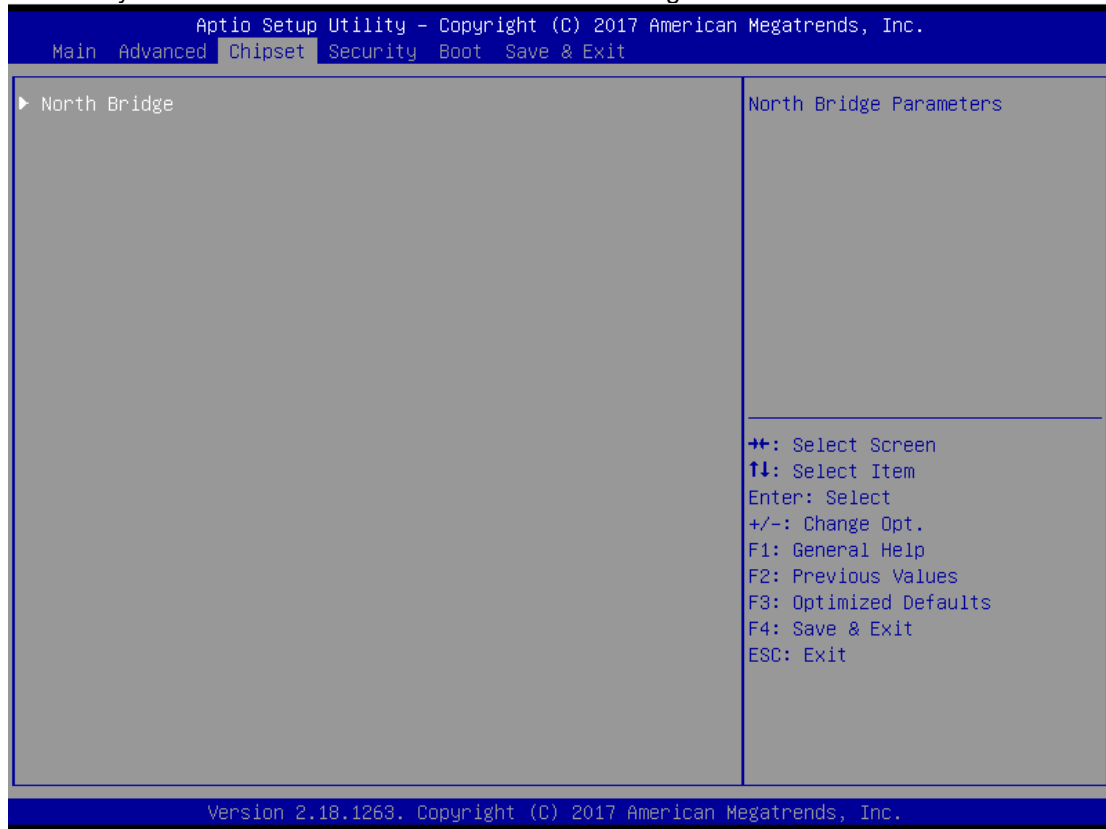 Aptio Setup Utility – Copyright (C) 2017 American Megatrends, Inc.
Main Advanced Chipset Security Boot Save & Exit
▶ North Bridge
North Bridge Parameters
→←: Select Screen
↑↓: Select Item
Enter: Select
+/-: Change Opt.
F1: General Help
F2: Previous Values
F3: Optimized Defaults
F4: Save & Exit
ESC: Exit
Version 2.18.1263. Copyright (C) 2017 American Megatrends, Inc.